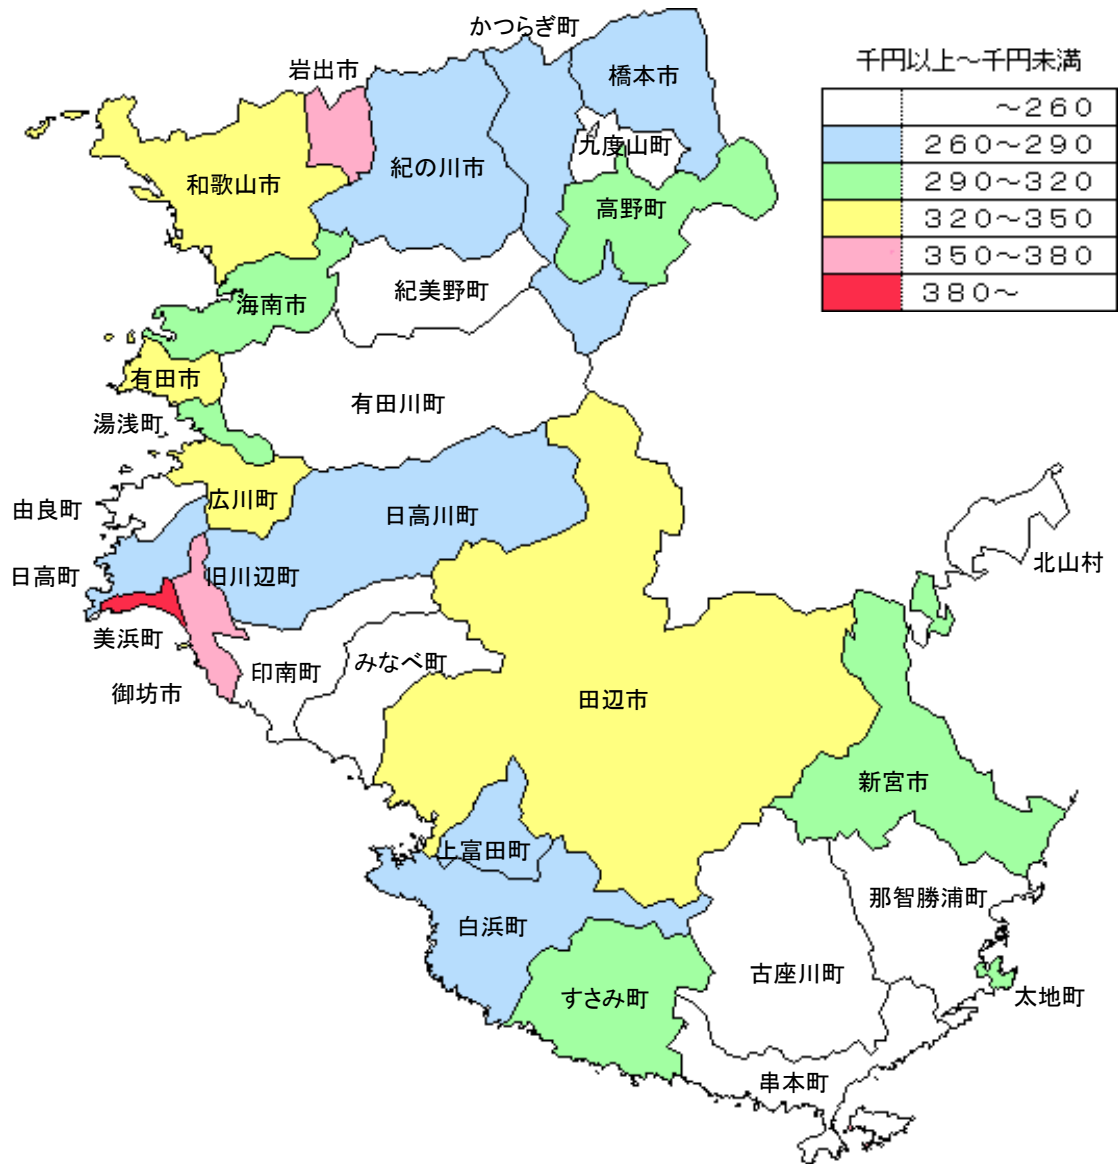 かつらぎ町
千円以上～千円未満
岩出市
橋本市
～２６０
２６０～２９０
九度山町
紀の川市
２９０～３２０
和歌山市
高野町
３２０～３５０
３５０～３８０
紀美野町
３８０～
海南市
有田市
有田川町
湯浅町
広川町
由良町
日高川町
北山村
日高町
旧川辺町
美浜町
みなべ町
印南町
御坊市
田辺市
新宮市
上富田町
那智勝浦町
白浜町
古座川町
すさみ町
太地町
串本町